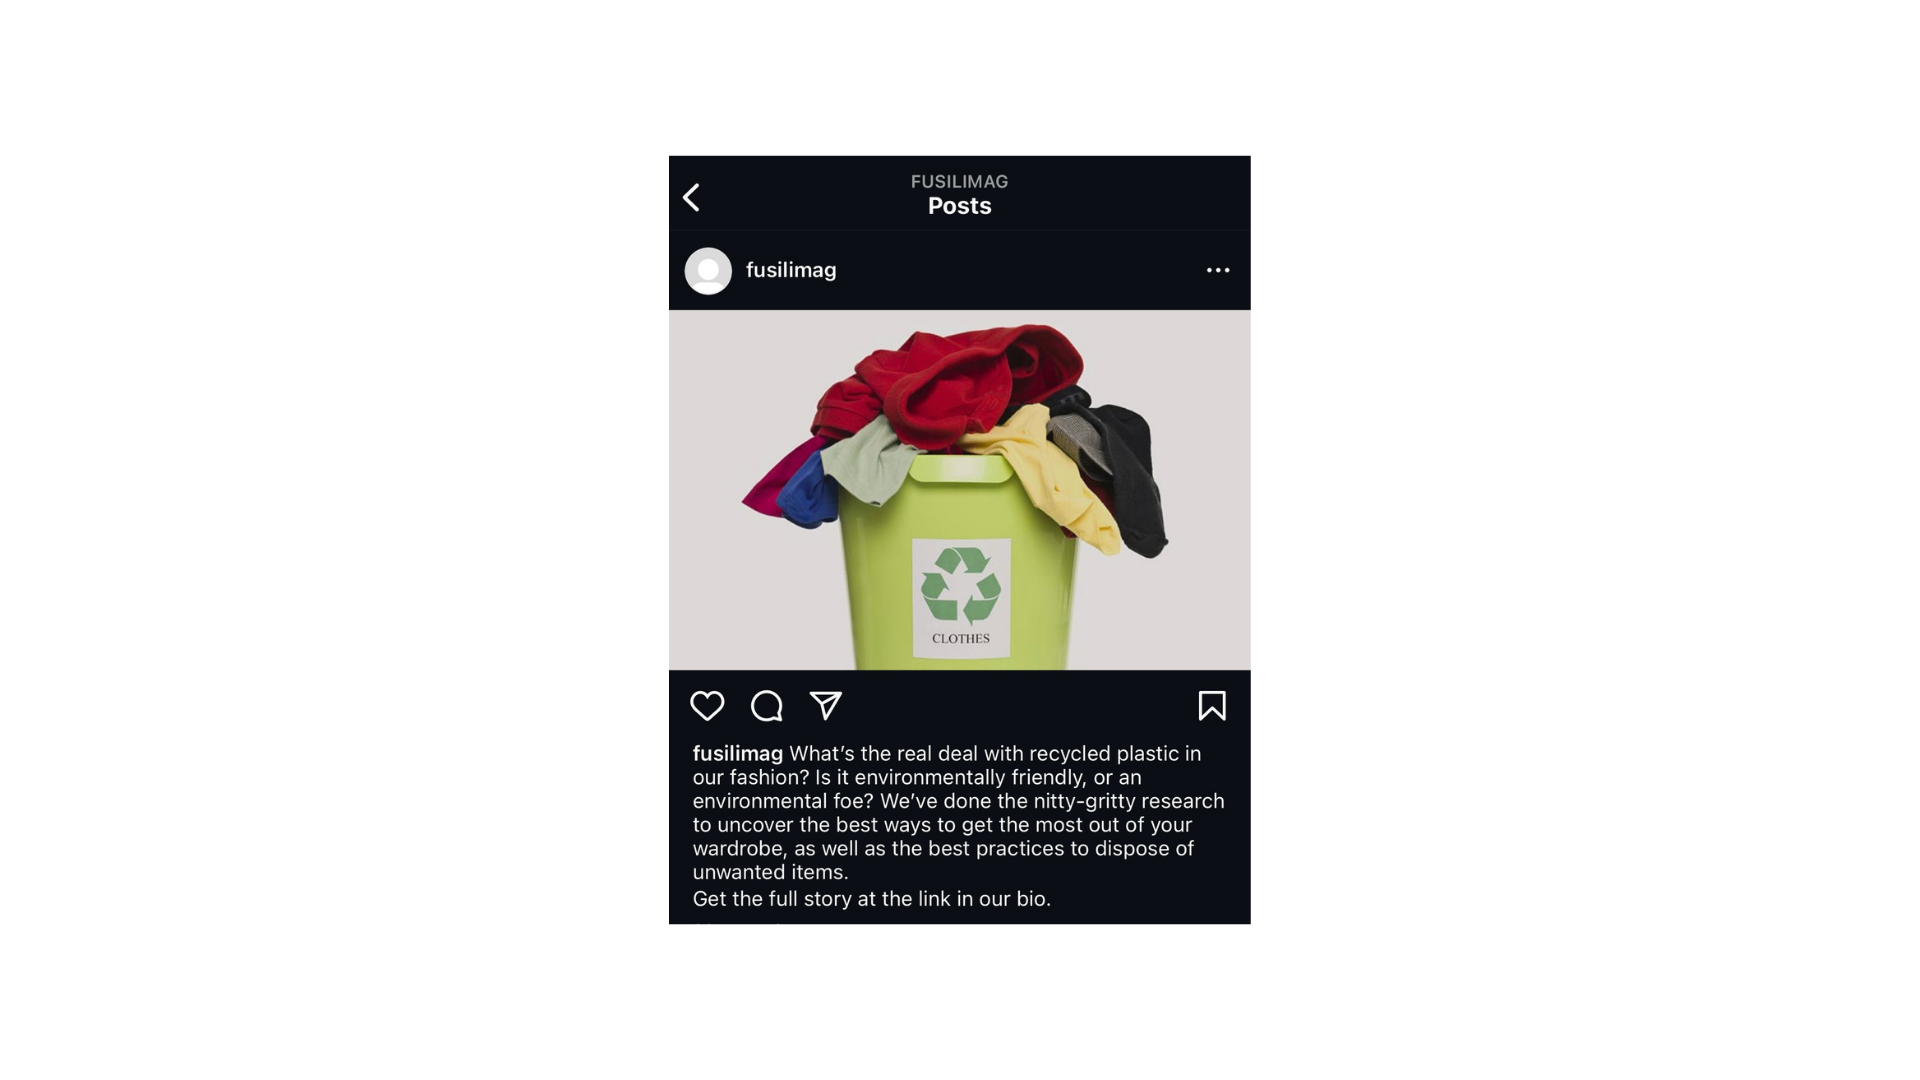 FUSILIMAG
Posts
fusilimag
CLOTHES
fusilimag What’s the real deal with recycled plastic in
our fashion? Is it environmentally friendly, or an
environmental foe? We’ve done the nitty-gritty research
to uncover the best ways to get the most out of your
wardrobe, as well as the best practices to dispose of
unwanted items.
Get the full story at the link in our bio.